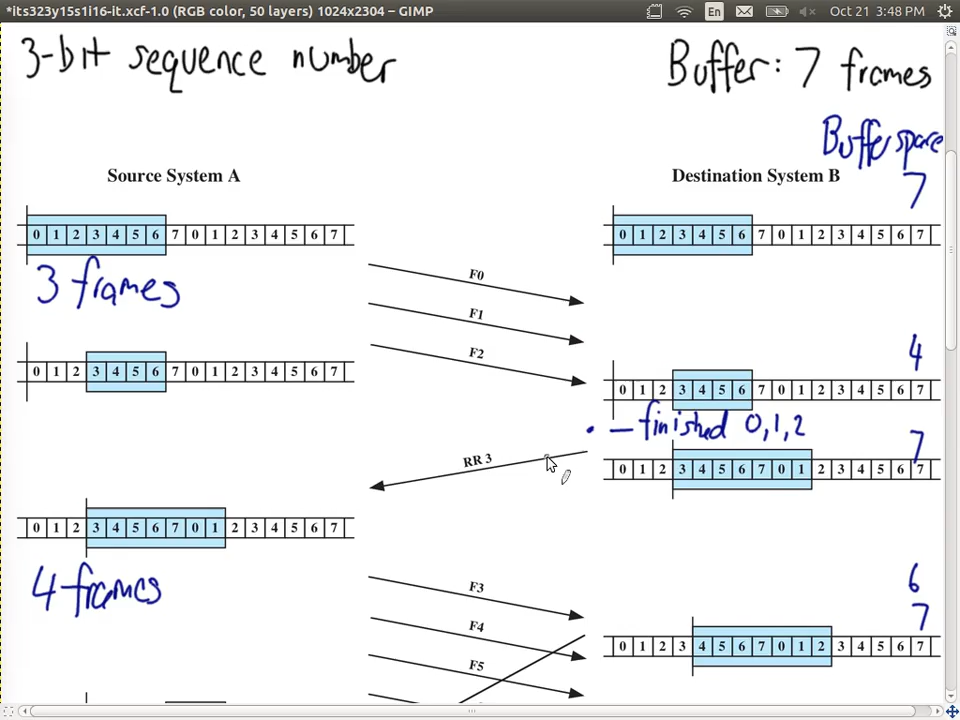 *its323y15s1i16-it.xcf-1.0 (RGB color, 50 layers) 1024x2304 – GIMP
En
Oct 21 3:48 PM
3-bit sequence number
Buffer: 7 frames
Buffer space
Source System A
Destination System B
7
0 1 2 3 4 5 6 7 0 1 2 3 4 5 6 7
0 1 2 3 4 5 6 7 0 1 2 3 4 5 6 7
3 frames
F0
F1
F2
4
0 1 2 3 4 5 6 7 0 1 2 3 4 5 6 7
0 1 2 3 4 5 6 7 0 1 2 3 4 5 6 7
– finished 0,1,2
7
RR 3
0 1 2 3 4 5 6 7 0 1 2 3 4 5 6 7
0 1 2 3 4 5 6 7 0 1 2 3 4 5 6 7
4 frames
F3
6
7
F4
0 1 2 3 4 5 6 7 0 1 2 3 4 5 6 7
F5